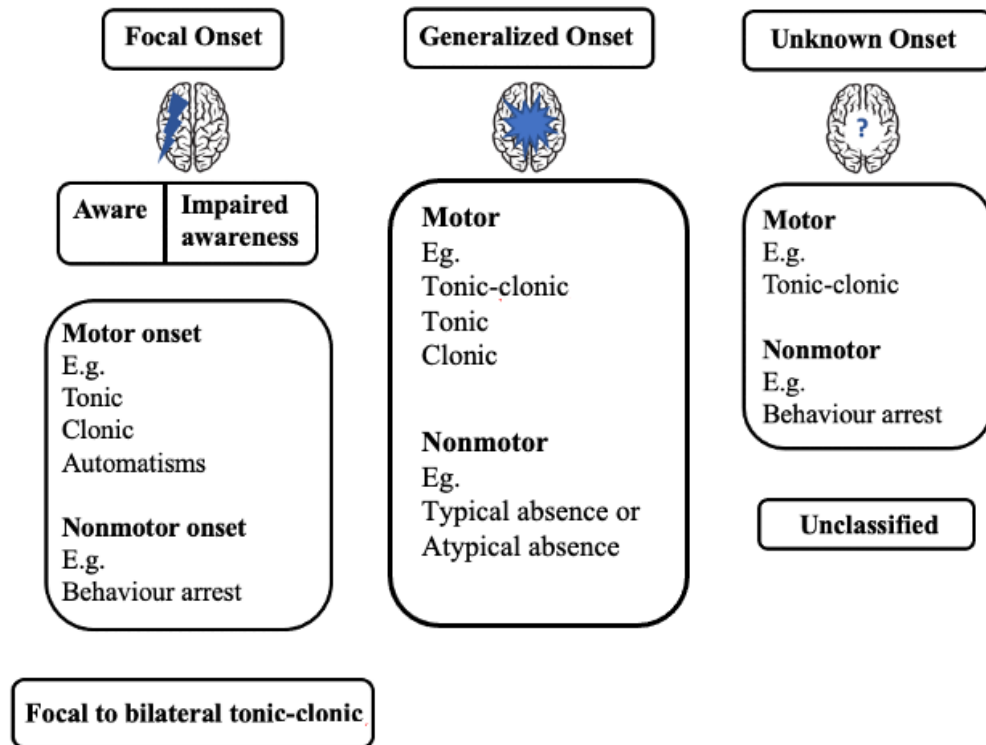 Focal Onset
Aware
Impaired
awareness
Motor onset
E.g.
Tonic
Clonic
Automatisms
Nonmotor onset
E.g.
Behaviour arrest
Focal to bilateral tonic-clonic
Generalized Onset
Motor
Eg.
Tonic-clonic
Tonic
Clonic
Nonmotor
Eg.
Typical absence or
Atypical absence
Unknown Onset
?
Motor
E.g.
Tonic-clonic
Nonmotor
E.g.
Behaviour arrest
Unclassified